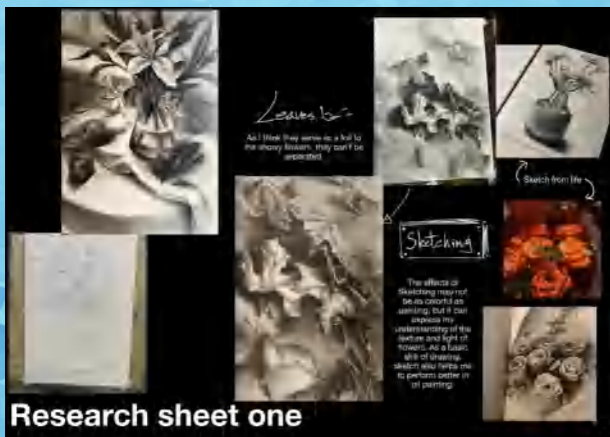 Leaves
As I think they serve as a foil to
the showy flowers, they can't be
separated.
Sketch from life
Sketching
The effects of
Sketching may not
be as colorful as
painting, but it can
express my
understanding of the
texture and light of
flowers. As a basic
skill of drawing,
sketch also helps me
to perform better in
oil painting.
Research sheet one